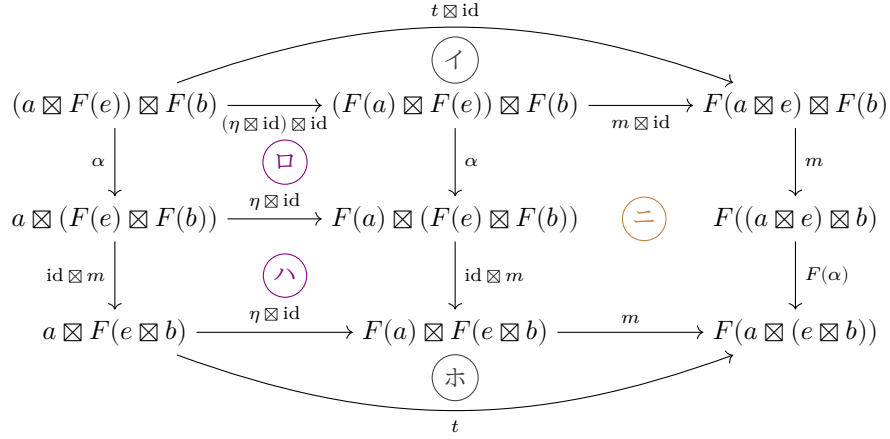 t ⊠ id
イ
(a ⊠ F(e)) ⊠ F(b) (F(a) ⊠ F(e)) ⊠ F(b) F(a ⊠ e) ⊠ F(b)
(η ⊠ id) ⊠ id m ⊠ id
α ロ α m
η ⊠ id
a ⊠ (F(e) ⊠ F(b)) F(a) ⊠ (F(e) ⊠ F(b)) ニ F((a ⊠ e) ⊠ b)
id ⊠ m ハ id ⊠ m F(α)
η ⊠ id m
a ⊠ F(e ⊠ b) F(a) ⊠ F(e ⊠ b) F(a ⊠ (e ⊠ b))
ホ
t